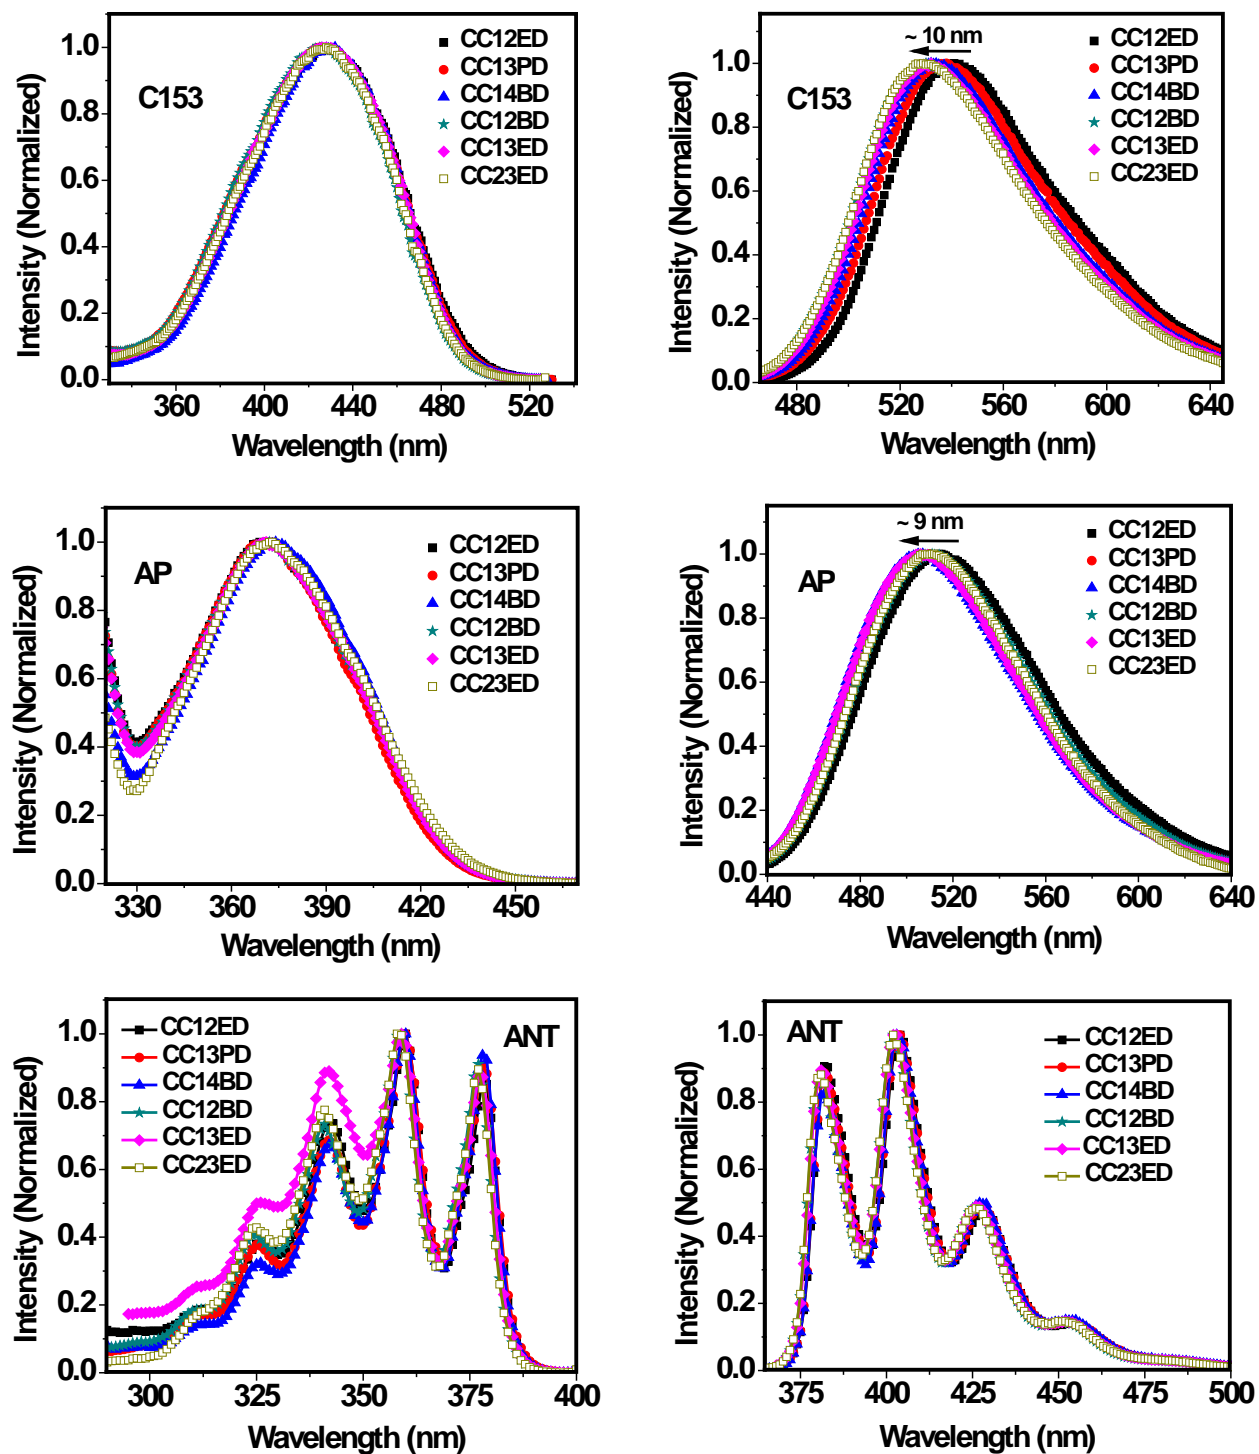 1.0
0.8
0.6
0.4
0.2
0.0
Intensity (Normalized)
C153
CC12ED
CC13PD
CC14BD
CC12BD
CC13ED
CC23ED
360 400 440 480 520
Wavelength (nm)
1.0
0.8
0.6
0.4
0.2
0.0
Intensity (Normalized)
~ 10 nm
C153
CC12ED
CC13PD
CC14BD
CC12BD
CC13ED
CC23ED
480 520 560 600 640
Wavelength (nm)
1.0
0.8
0.6
0.4
0.2
0.0
Intensity (Normalized)
AP
CC12ED
CC13PD
CC14BD
CC12BD
CC13ED
CC23ED
330 360 390 420 450
Wavelength (nm)
1.0
0.8
0.6
0.4
0.2
0.0
Intensity (Normalized)
~ 9 nm
AP
CC12ED
CC13PD
CC14BD
CC12BD
CC13ED
CC23ED
440 480 520 560 600 640
Wavelength (nm)
1.0
0.8
0.6
0.4
0.2
0.0
Intensity (Normalized)
CC12ED
CC13PD
CC14BD
CC12BD
CC13ED
CC23ED
ANT
300 325 350 375 400
Wavelength (nm)
1.0
0.8
0.6
0.4
0.2
0.0
Intensity (Normalized)
ANT
CC12ED
CC13PD
CC14BD
CC12BD
CC13ED
CC23ED
375 400 425 450 475 500
Wavelength (nm)